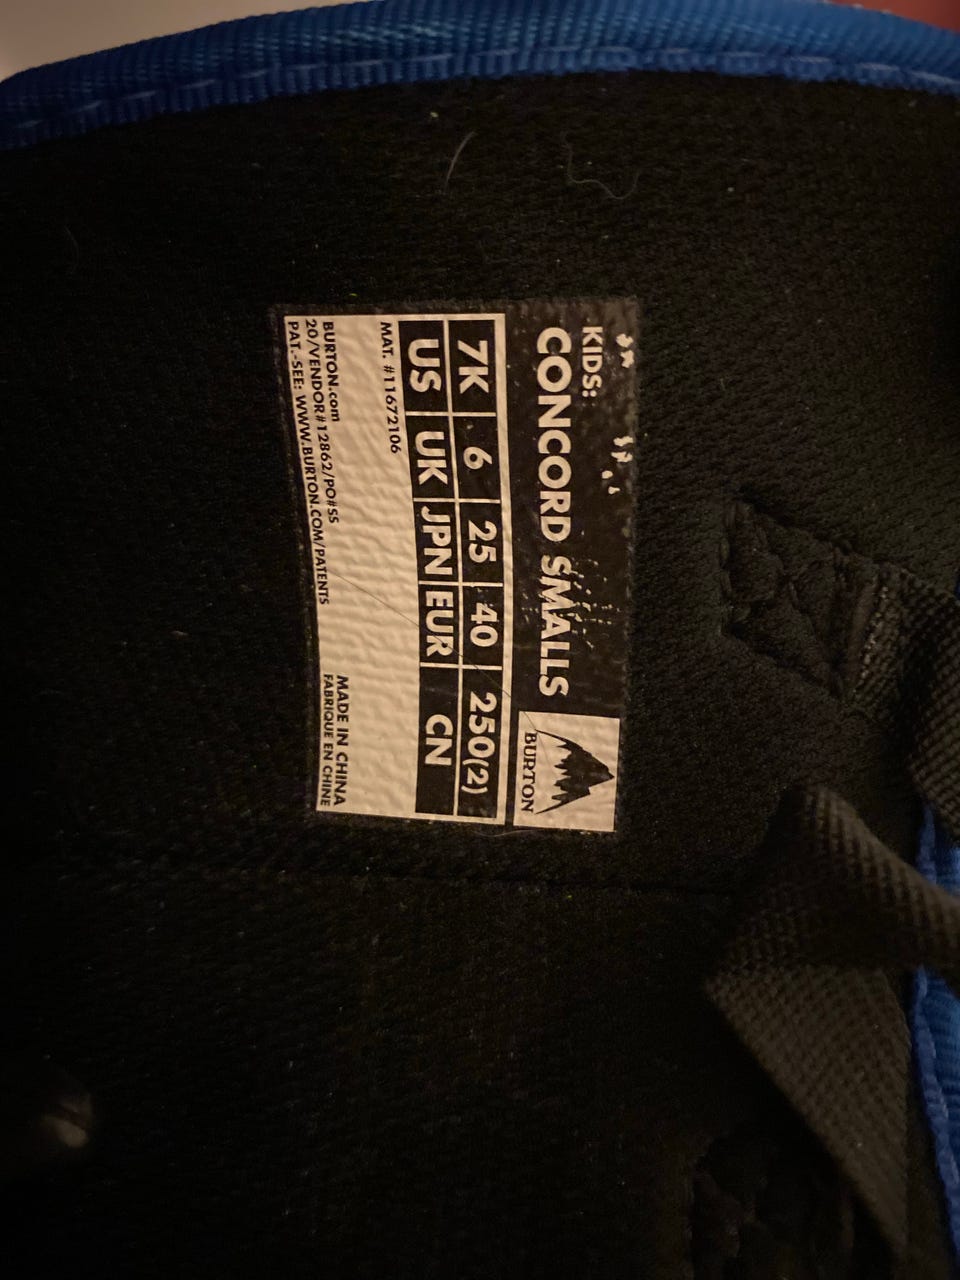 KIDS:
CONCORD SMALLS
BURTON
7K 6 25 40 250(2)
US UK JPN EUR CN
MAT. #11672106
BURTON.com
20/VENDOR#12862/PO#55
PAT.-SEE: WWW.BURTON.COM/PATENTS
MADE IN CHINA
FABRIQUE EN CHINE